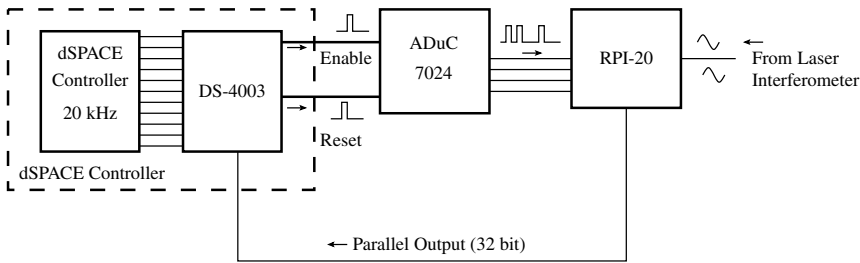 dSPACE
Controller
20 kHz
DS-4003
dSPACE Controller
Enable
Reset
ADuC
7024
RPI-20
From Laser
Interferometer
Parallel Output (32 bit)